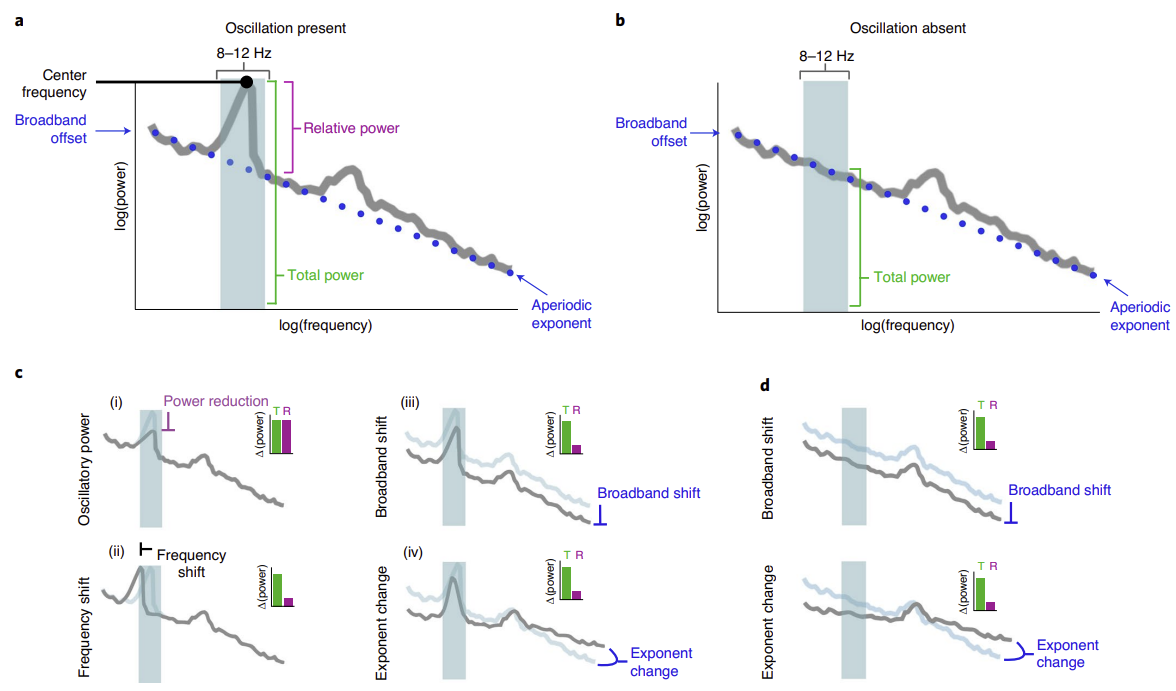 a
Oscillation present
8–12 Hz
Center
frequency
Broadband
offset
Relative power
log(power)
Total power
Aperiodic
exponent
log(frequency)
b
Oscillation absent
8–12 Hz
Broadband
offset
log(power)
Total power
Aperiodic
exponent
log(frequency)
c
(i)
Power reduction
Oscillatory power
T R
Δ(power)
(ii)
Frequency
shift
Frequency shift
Δ(power)
(iii)
Broadband shift
T R
Δ(power)
Broadband shift
(iv)
Exponent change
T R
Δ(power)
Exponent
change
d
Broadband shift
T R
Δ(power)
Broadband shift
Exponent change
T R
Δ(power)
Exponent
change